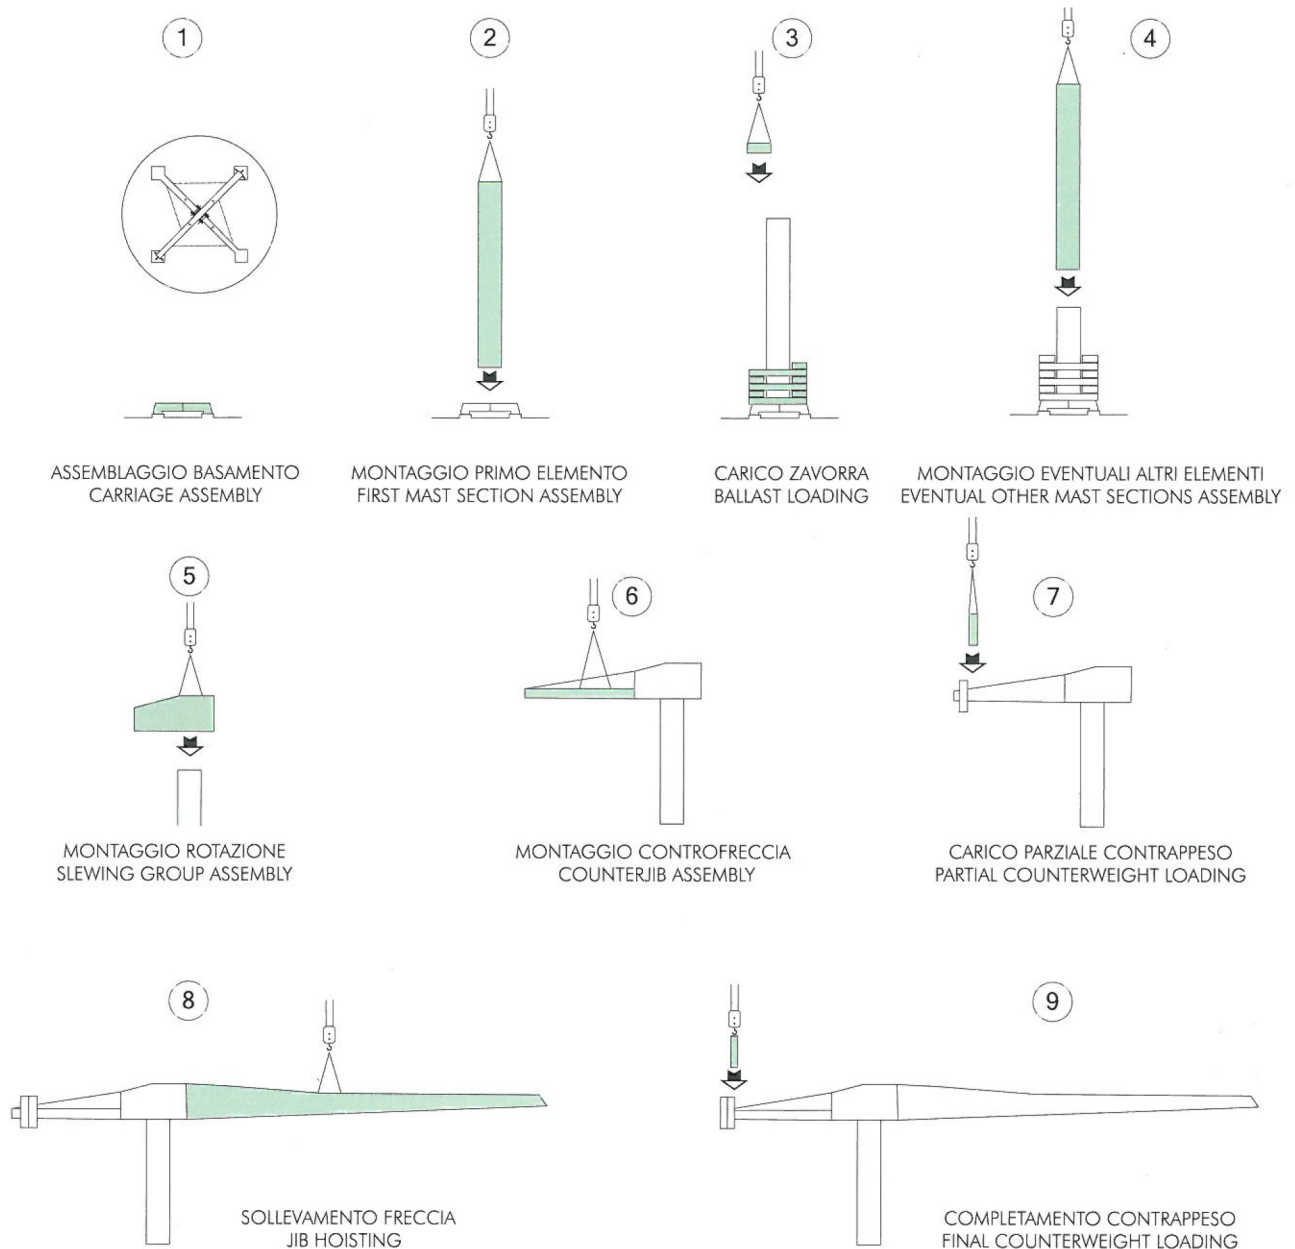 1
2
3
4
ASSEMBLAGGIO BASAMENTO
CARRIAGE ASSEMBLY
MONTAGGIO PRIMO ELEMENTO
FIRST MAST SECTION ASSEMBLY
CARICO ZAVORRA
BALLAST LOADING
MONTAGGIO EVENTUALI ALTRI ELEMENTI
EVENTUAL OTHER MAST SECTIONS ASSEMBLY
5
6
7
MONTAGGIO ROTAZIONE
SLEWING GROUP ASSEMBLY
MONTAGGIO CONTROFRECCIA
COUNTERJIB ASSEMBLY
CARICO PARZIALE CONTRAPPESO
PARTIAL COUNTERWEIGHT LOADING
8
9
SOLLEVAMENTO FRECCIA
JIB HOISTING
COMPLETAMENTO CONTRAPPESO
FINAL COUNTERWEIGHT LOADING